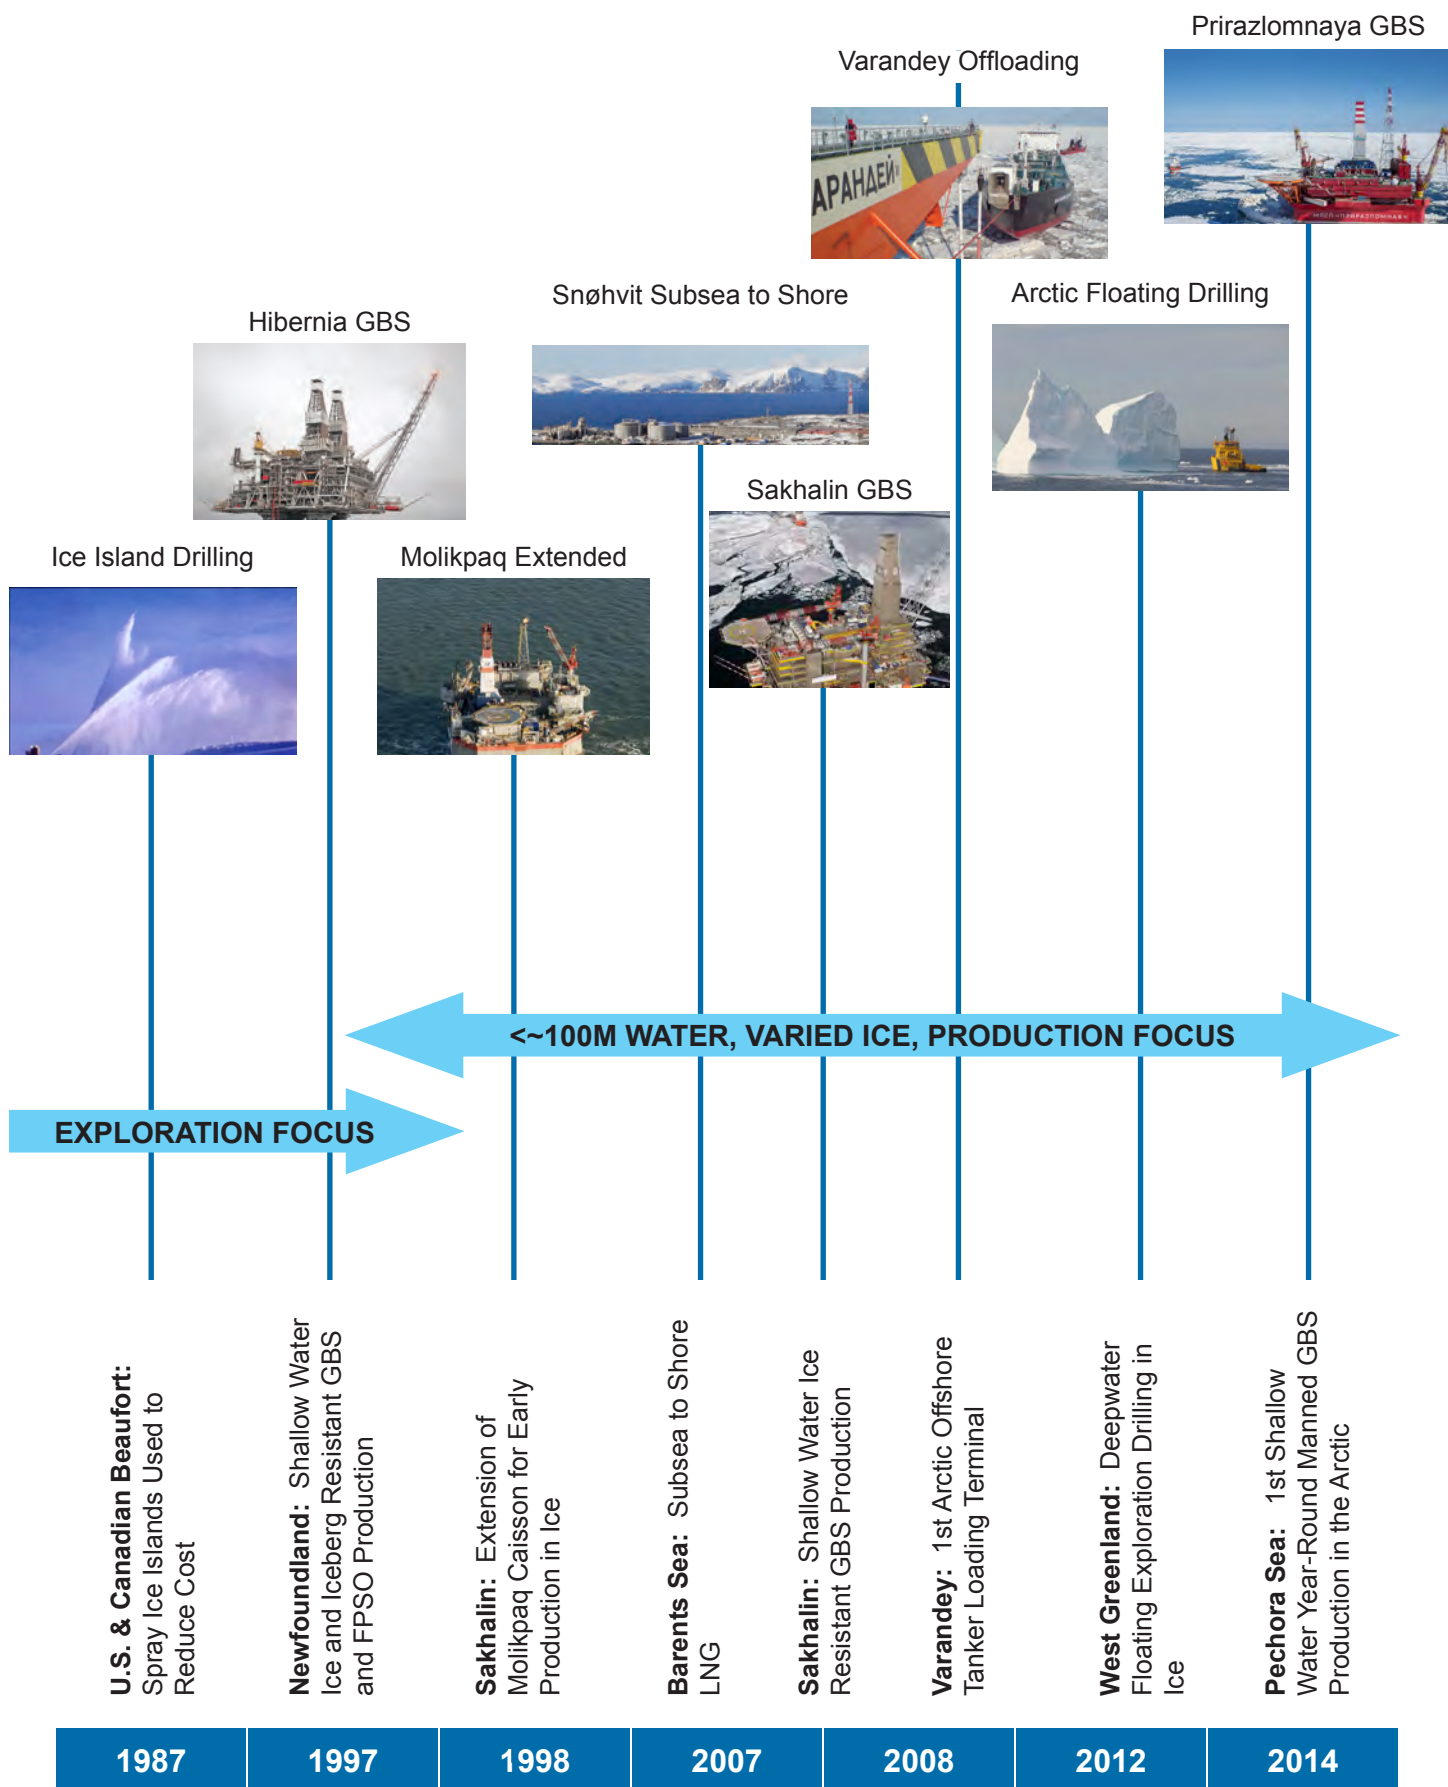 Prirazlomnaya GBS
Varandey Offloading
АРАНДЕЙ»
Snøhvit Subsea to Shore
Arctic Floating Drilling
Hibernia GBS
Sakhalin GBS
Ice Island Drilling
Molikpaq Extended
<~100M WATER, VARIED ICE, PRODUCTION FOCUS
EXPLORATION FOCUS
U.S. & Canadian Beaufort:
Spray Ice Islands Used to
Reduce Cost
Newfoundland: Shallow Water
Ice and Iceberg Resistant GBS
and FPSO Production
Sakhalin: Extension of
Molikpaq Caisson for Early
Production in Ice
Barents Sea: Subsea to Shore
LNG
Sakhalin: Shallow Water Ice
Resistant GBS Production
Varandey: 1st Arctic Offshore
Tanker Loading Terminal
West Greenland: Deepwater
Floating Exploration Drilling in
Ice
Pechora Sea: 1st Shallow
Water Year-Round Manned GBS
Production in the Arctic
1987
1997
1998
2007
2008
2012
2014